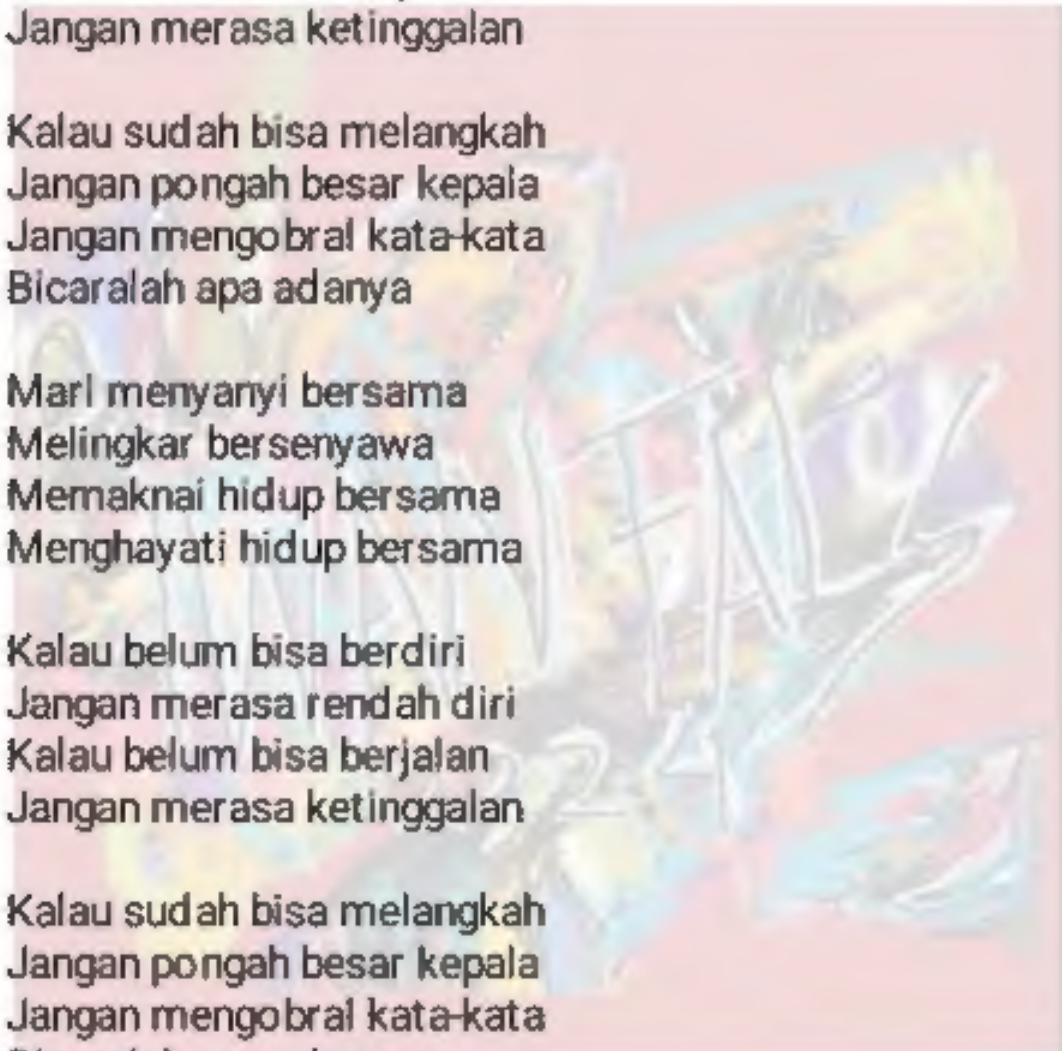 Jangan merasa ketinggalan
Kalau sudah bisa melangkah
Jangan pongah besar kepala
Jangan mengobral kata-kata
Bicaralah apa adanya
Mari menyanyi bersama
Melingkar bersenyawa
Memaknai hidup bersama
Menghayati hidup bersama
Kalau belum bisa berdiri
Jangan merasa rendah diri
Kalau belum bisa berjalan
Jangan merasa ketinggalan
Kalau sudah bisa melangkah
Jangan pongah besar kepala
Jangan mengobral kata-kata